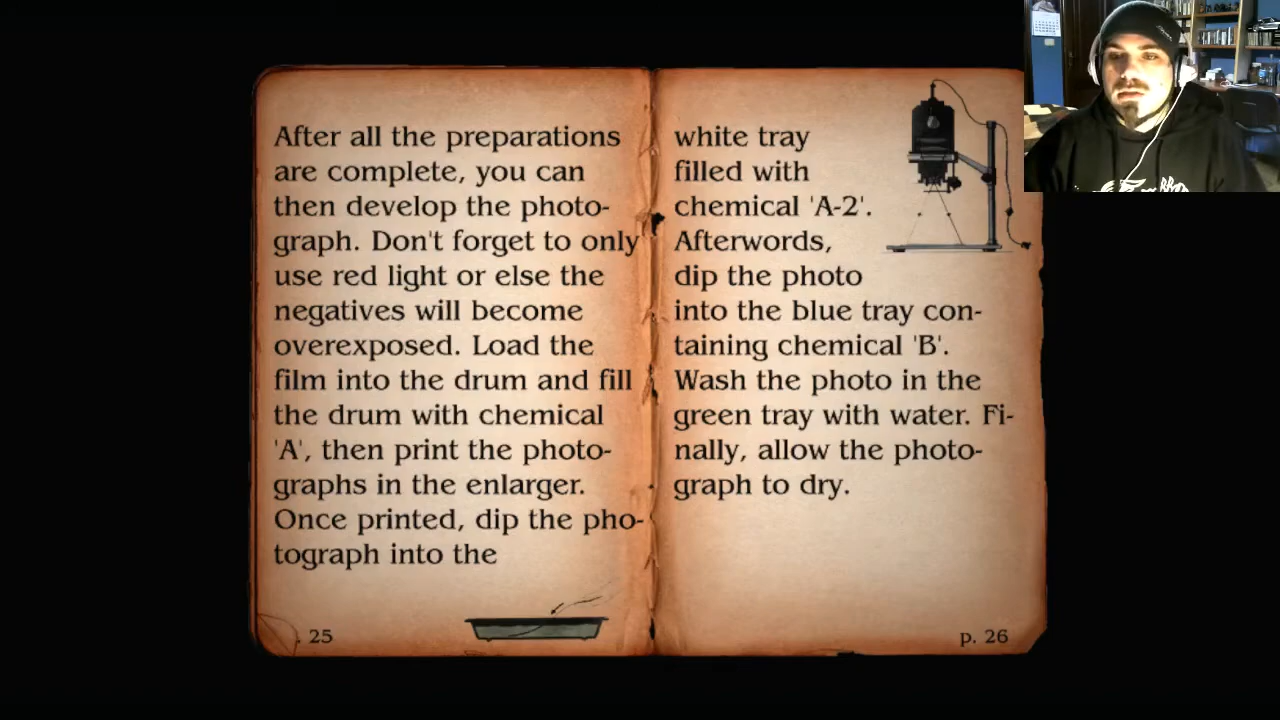 After all the preparations
are complete, you can
then develop the photo-
graph. Don't forget to only
use red light or else the
negatives will become
overexposed. Load the
film into the drum and fill
the drum with chemical
'A', then print the photo-
graphs in the enlarger.
Once printed, dip the pho-
tograph into the
. 25
white tray
filled with
chemical 'A-2'.
Afterwords,
dip the photo
into the blue tray con-
taining chemical 'B'.
Wash the photo in the
green tray with water. Fi-
nally, allow the photo-
graph to dry.
p. 26